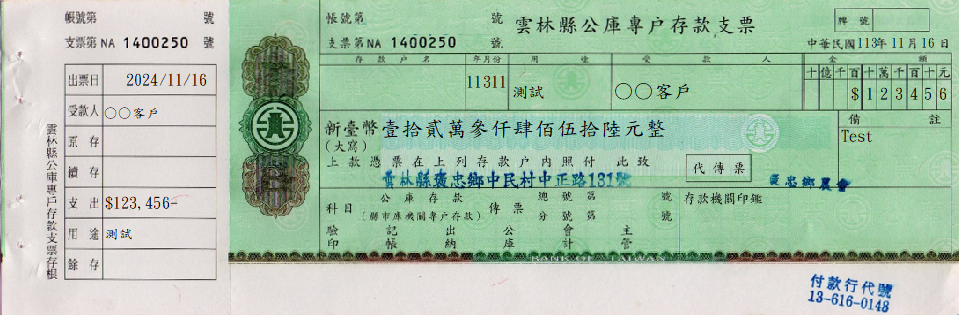 帳號第 號
支票第NA 1400250 號
出票日 2024/11/16
受款人 ○○客戶
原存
續存
支出 $123,456-
用途 測試
餘存
雲林縣公庫專戶存款支票存根
帳號第 號
支票第NA 1400250 號
雲林縣公庫專戶存款支票
牌號
中華民國 113年 11月 16日
存款戶名 年月份 用途 受款人 金額
十億千百十萬千百十元
11311 測試 ○○客戶 $123456
新臺幣 壹拾貳萬參仟肆佰伍拾陸元整
(大寫)
備註
Test
上款憑票在上列存款戶內照付 此致
代傳票
雲林縣褒忠鄉中民村中正路131號
褒忠鄉農會
科目 公庫存款 傳票 總號第 號
(縣市庫機關專戶存款) 分號第 號
存款機關印鑑
驗印 記帳 出納 公庫 會計 主管
BANK OF TAIWAN
付款行代號
13-616-0148